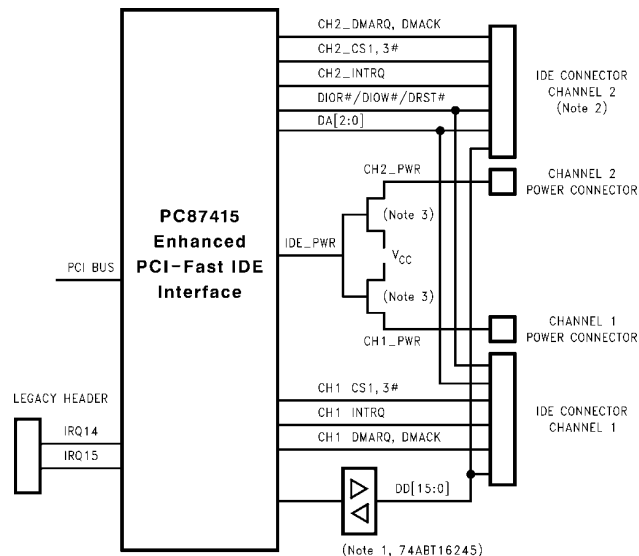 CH2_DMARQ, DMACK
CH2_CS1, 3#
CH2_INTRQ
DIOR#/DIOW#/DRST#
DA[2:0]
IDE CONNECTOR
CHANNEL 2
(Note 2)
CH2_PWR
CHANNEL 2
POWER CONNECTOR
PC87415
Enhanced
PCI-Fast IDE
Interface
(Note 3)
IDE_PWR
VCC
PCI BUS
(Note 3)
CH1_PWR
CHANNEL 1
POWER CONNECTOR
LEGACY HEADER
IRQ14
IRQ15
CH1 CS1, 3#
CH1 INTRQ
CH1 DMARQ, DMACK
IDE CONNECTOR
CHANNEL 1
DD[15:0]
(Note 1, 74ABT16245)